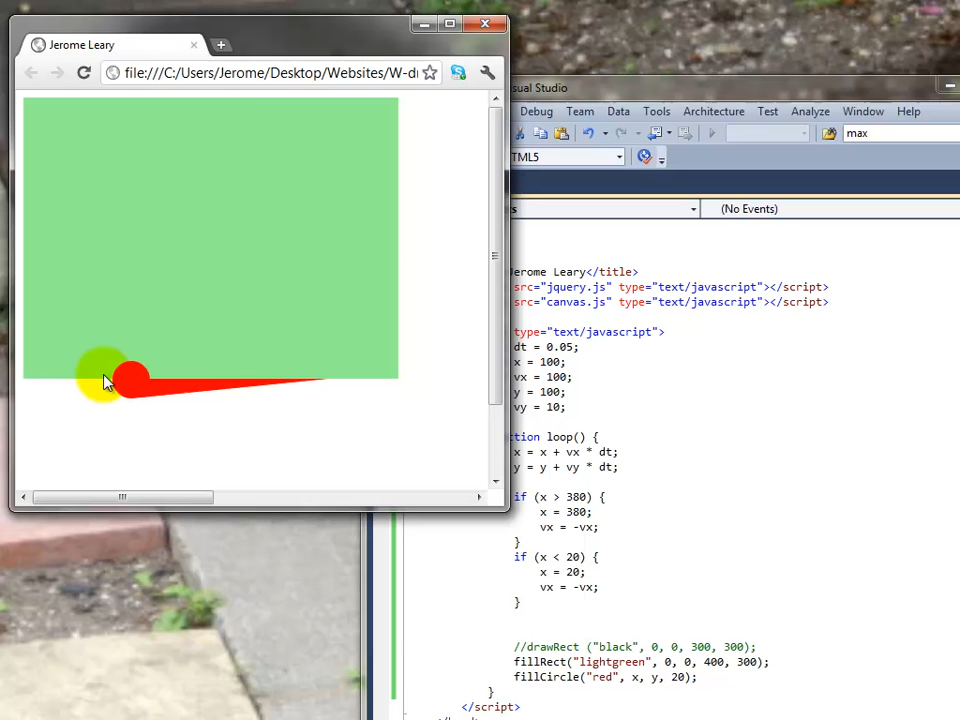 Jerome Leary
file:///C:/Users/Jerome/Desktop/Websites/W-dr
sual Studio
Debug Team Data Tools Architecture Test Analyze Window Help
max
TML5
s
(No Events)
Jerome Leary</title>
src="jquery.js" type="text/javascript"></script>
src="canvas.js" type="text/javascript"></script>
type="text/javascript">
dt = 0.05;
x = 100;
vx = 100;
y = 100;
vy = 10;
ction loop() {
x = x + vx * dt;
y = y + vy * dt;
if (x > 380) {
x = 380;
vx = -vx;
}
if (x < 20) {
x = 20;
vx = -vx;
}
//drawRect ("black", 0, 0, 300, 300);
fillRect("lightgreen", 0, 0, 400, 300);
fillCircle("red", x, y, 20);
}
</script>